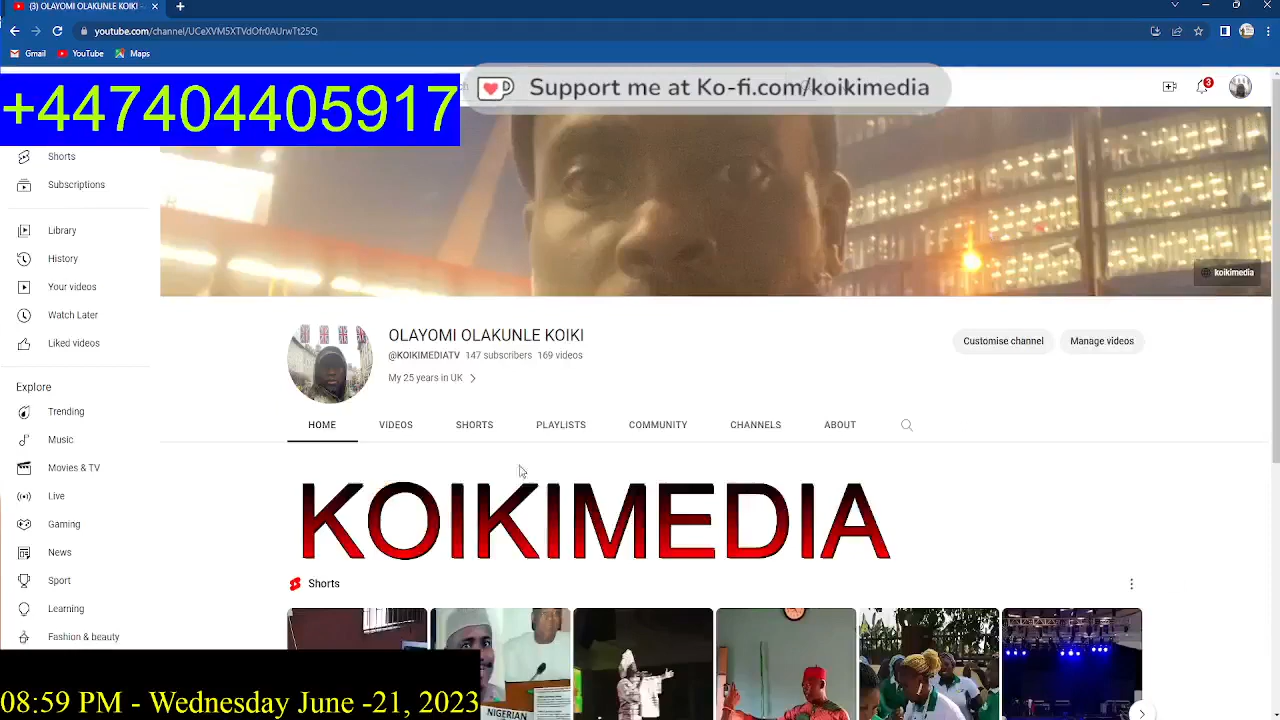 (3) OLAYOMI OLAKUNLE KOIKI -
youtube.com/channel/UCeXVM5XTVdOfr0AUrwTt25Q
Gmail YouTube Maps
Support me at Ko-fi.com/koikimedia
3
+447404405917
Shorts
Subscriptions
Library
History
Your videos
Watch Later
Liked videos
Explore
Trending
Music
Movies & TV
Live
Gaming
News
Sport
Learning
Fashion & beauty
koikimedia
OLAYOMI OLAKUNLE KOIKI
@KOIKIMEDIATV 147 subscribers 169 videos
My 25 years in UK
Customise channel Manage videos
HOME VIDEOS SHORTS PLAYLISTS COMMUNITY CHANNELS ABOUT
KOIKIMEDIA
Shorts
NIGERIAN
08:59 PM - Wednesday June -21, 2023